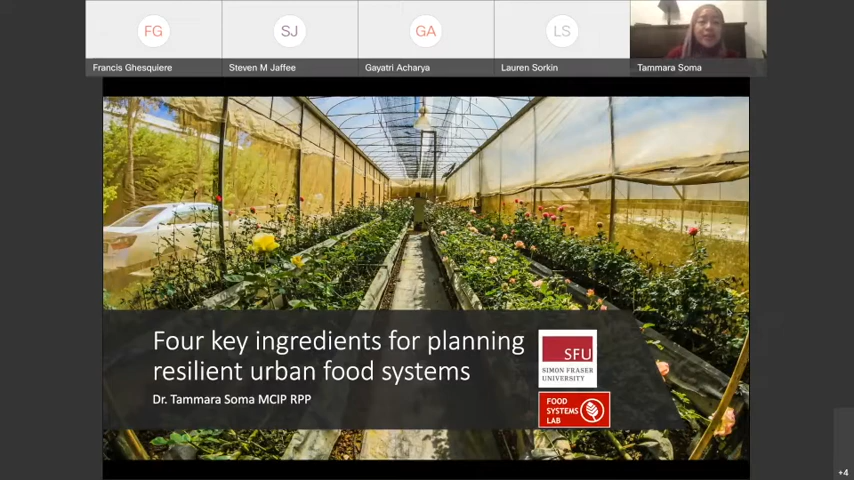 FG
SJ
GA
LS
Francis Ghesquiere
Steven M Jaffee
Gayatri Acharya
Lauren Sorkin
Tammara Soma
Four key ingredients for planning
resilient urban food systems
Dr. Tammara Soma MCIP RPP
SFU
SIMON FRASER
UNIVERSITY
FOOD
SYSTEMS
LAB
+4